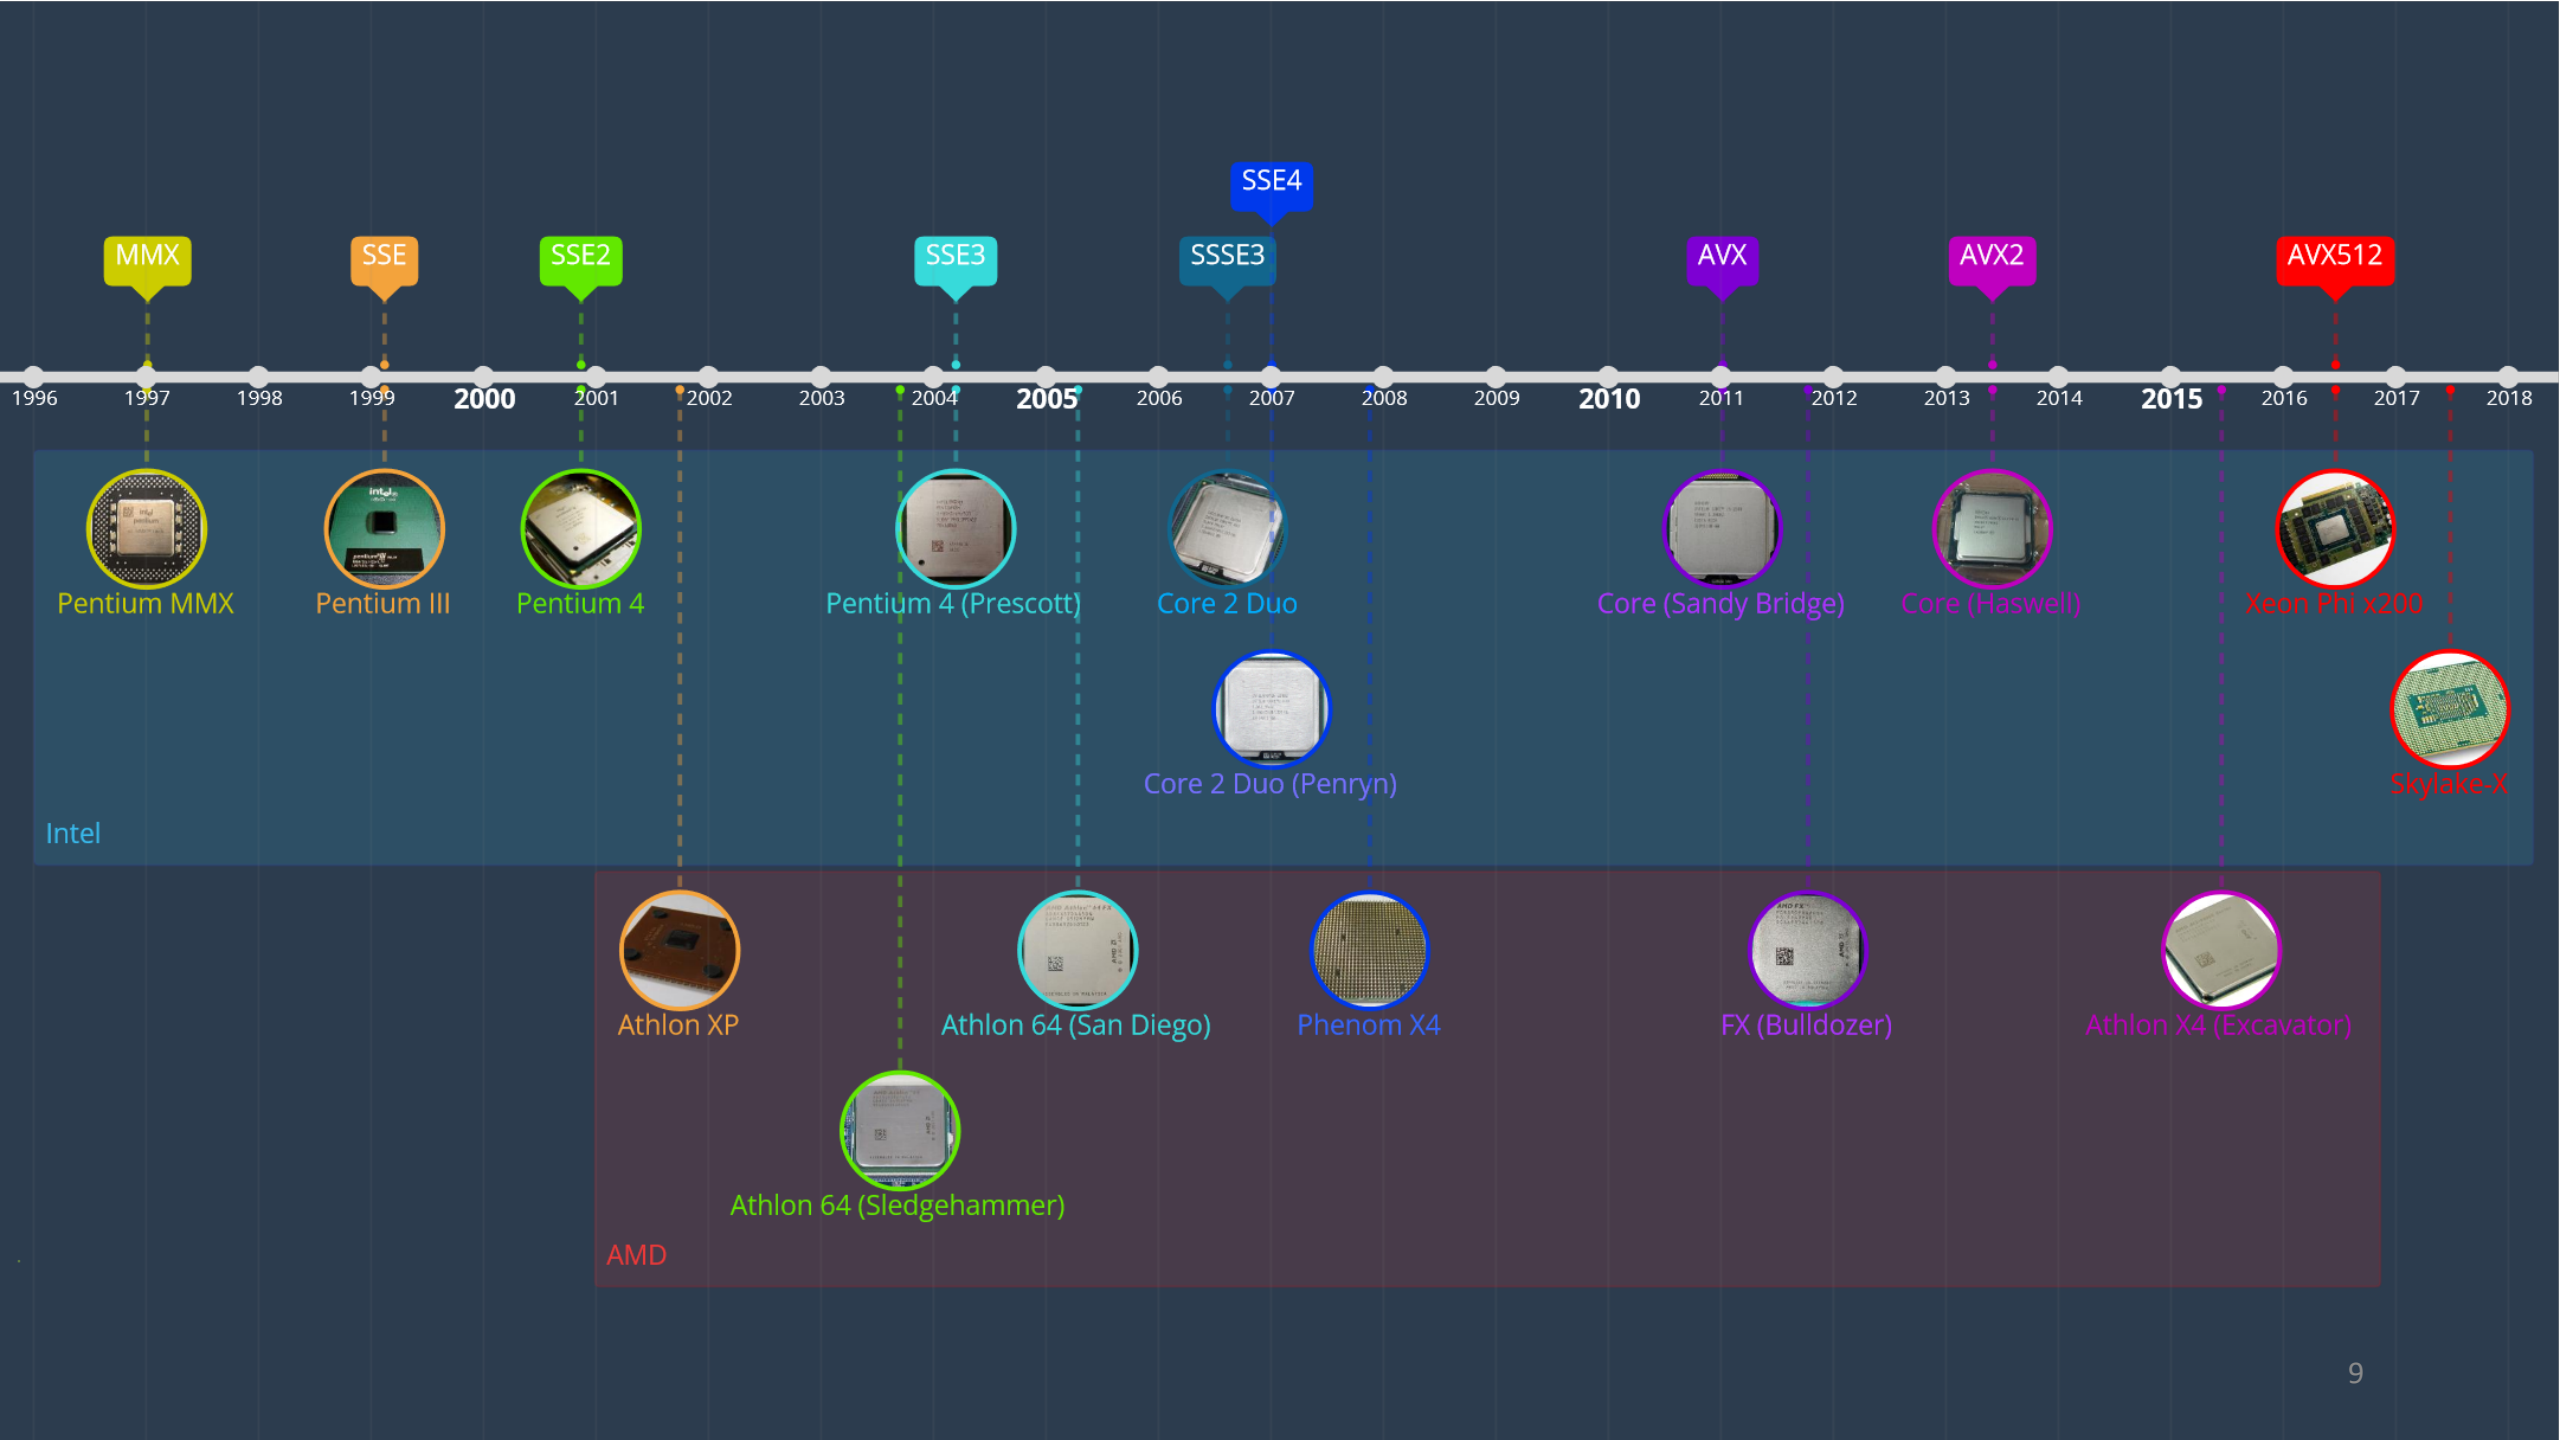 SSE4
MMX
SSE
SSE2
SSE3
SSSE3
AVX
AVX2
AVX512
1996
1997
1998
1999
2000
2001
2002
2003
2004
2005
2006
2007
2008
2009
2010
2011
2012
2013
2014
2015
2016
2017
2018
Pentium MMX
Pentium III
Pentium 4
Pentium 4 (Prescott)
Core 2 Duo
Core (Sandy Bridge)
Core (Haswell)
Xeon Phi x200
Core 2 Duo (Penryn)
Skylake-X
Intel
Athlon XP
Athlon 64 (San Diego)
Phenom X4
FX (Bulldozer)
Athlon X4 (Excavator)
Athlon 64 (Sledgehammer)
AMD
9